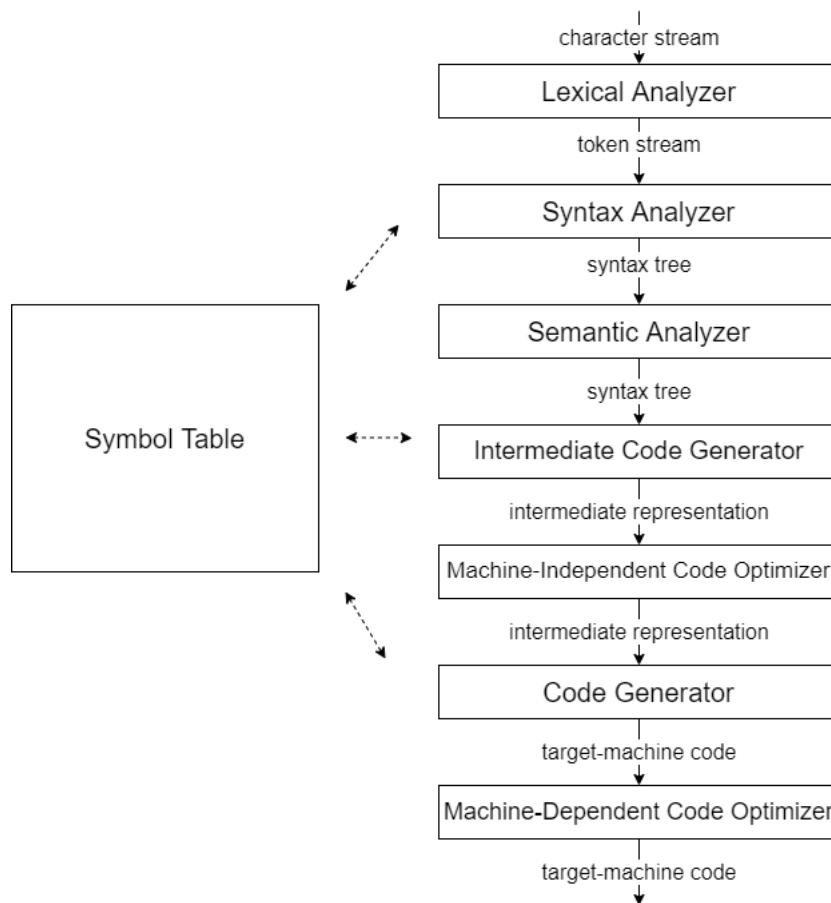 character stream
Lexical Analyzer
token stream
Syntax Analyzer
syntax tree
Semantic Analyzer
syntax tree
Symbol Table
Intermediate Code Generator
intermediate representation
Machine-Independent Code Optimizer
intermediate representation
Code Generator
target-machine code
Machine-Dependent Code Optimizer
target-machine code